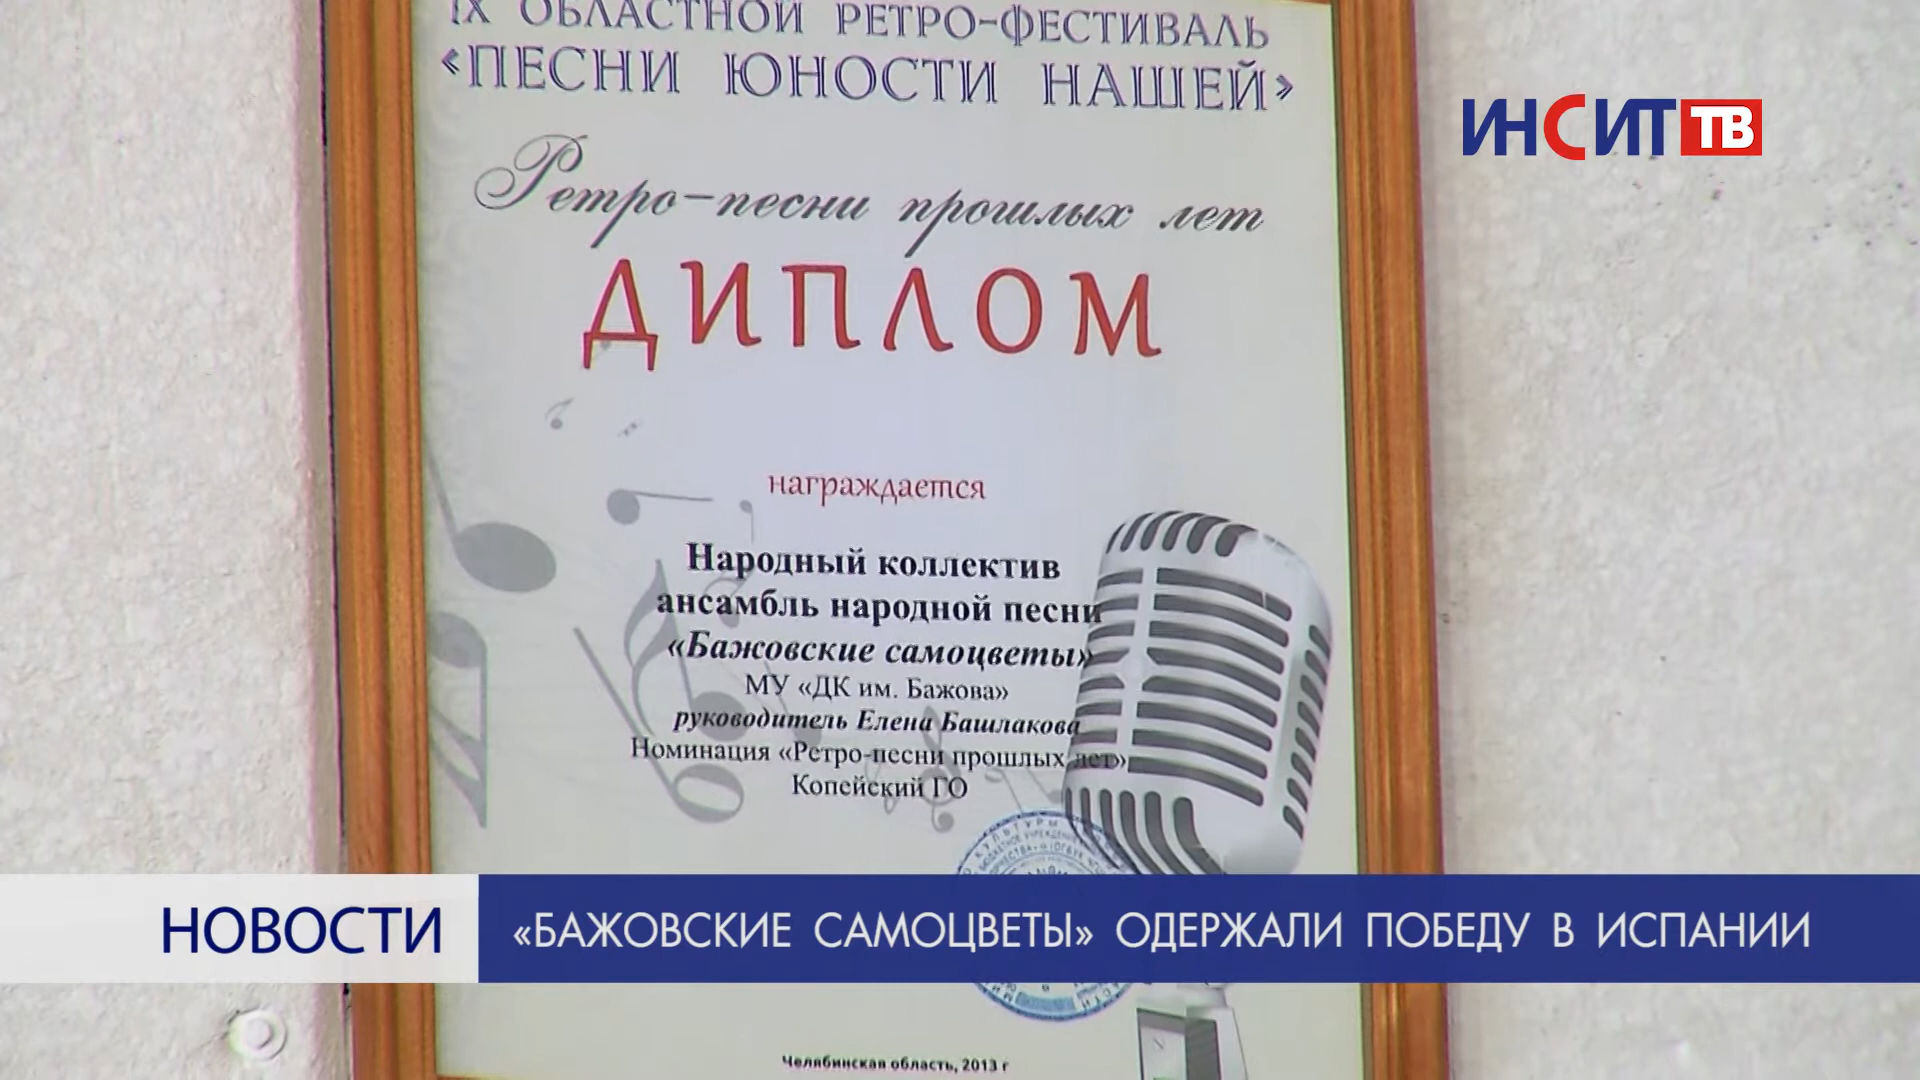 IX ОБЛАСТНОЙ РЕТРО-ФЕСТИВАЛЬ
«ПЕСНИ ЮНОСТИ НАШЕЙ»
ИНСИТ ТВ
Ретро-песни прошлых лет
ДИПЛОМ
награждается
Народный коллектив
ансамбль народной песни
«Бажовские самоцветы»
МУ «ДК им. Бажова»
руководитель Елена Башлакова
Номинация «Ретро-песни прошлых лет»
Копейский ГО
НОВОСТИ
«БАЖОВСКИЕ САМОЦВЕТЫ» ОДЕРЖАЛИ ПОБЕДУ В ИСПАНИИ
Челябинская область, 2013 г